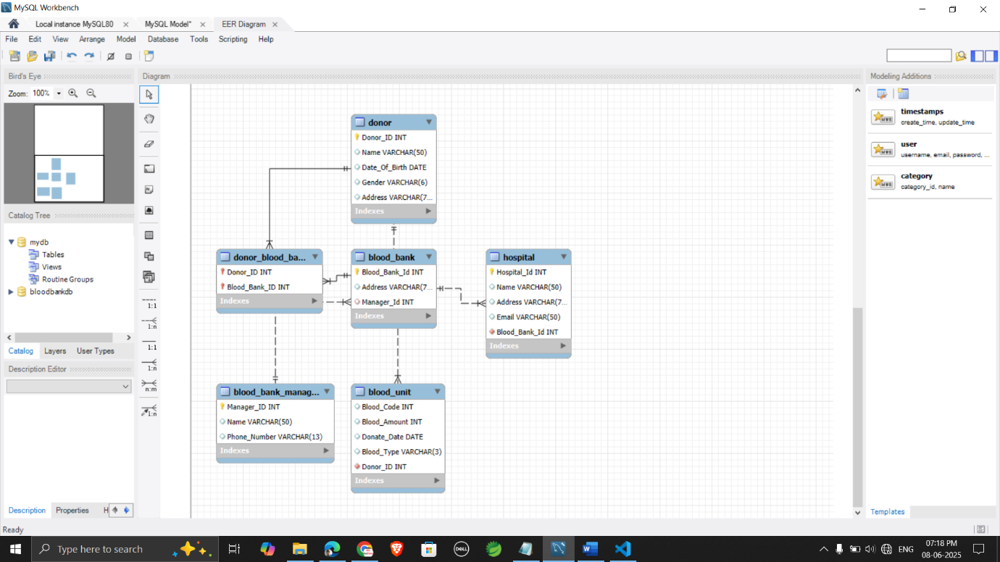 MySQL Workbench
Local instance MySQL80
MySQL Model*
EER Diagram
File Edit View Arrange Model Database Tools Scripting Help
Bird's Eye
Diagram
Modeling Additions
Zoom: 100%
timestamps
create_time, update_time
user
username, email, password, ...
category
category_id, name
Catalog Tree
mydb
Tables
Views
Routine Groups
bloodbankdb
Catalog Layers User Types
Description Editor
Description Properties H
1:1
1:n
1:1
1:n
n:m
1:n
donor
Donor_ID INT
Name VARCHAR(50)
Date_Of_Birth DATE
Gender VARCHAR(6)
Address VARCHAR(7...
Indexes
donor_blood_ba...
Donor_ID INT
Blood_Bank_ID INT
Indexes
blood_bank
Blood_Bank_Id INT
Address VARCHAR(7...
Manager_Id INT
Indexes
hospital
Hospital_Id INT
Name VARCHAR(50)
Address VARCHAR(7...
Email VARCHAR(50)
Blood_Bank_Id INT
Indexes
blood_bank_manag...
Manager_ID INT
Name VARCHAR(50)
Phone_Number VARCHAR(13)
Indexes
blood_unit
Blood_Code INT
Blood_Amount INT
Donate_Date DATE
Blood_Type VARCHAR(3)
Donor_ID INT
Indexes
Templates
Ready
Type here to search
DELL
ENG
07:18 PM
08-06-2025